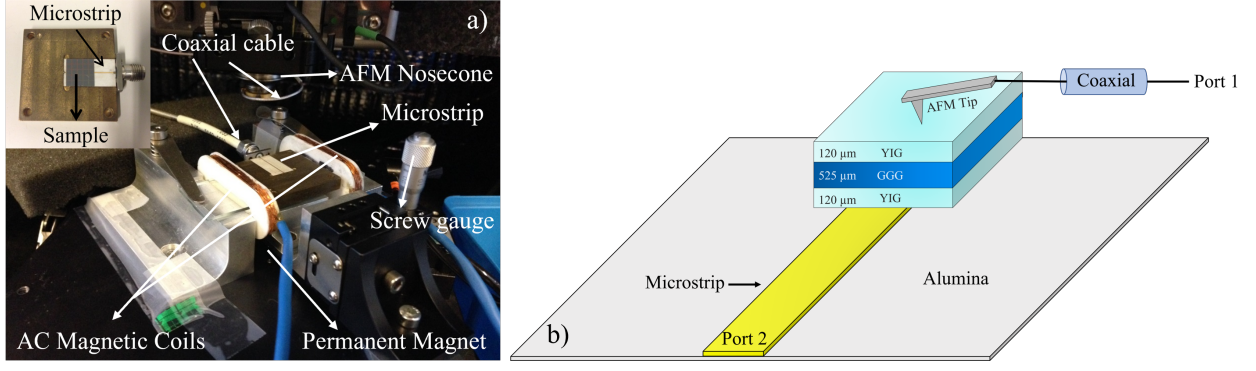 Microstrip
Sample
a)
Coaxial cable
AFM Nosecone
Microstrip
Screw gauge
AC Magnetic Coils
Permanent Magnet
AFM Tip
Coaxial
Port 1
120 µm YIG
525 µm GGG
120 µm YIG
Microstrip
Alumina
Port 2
b)